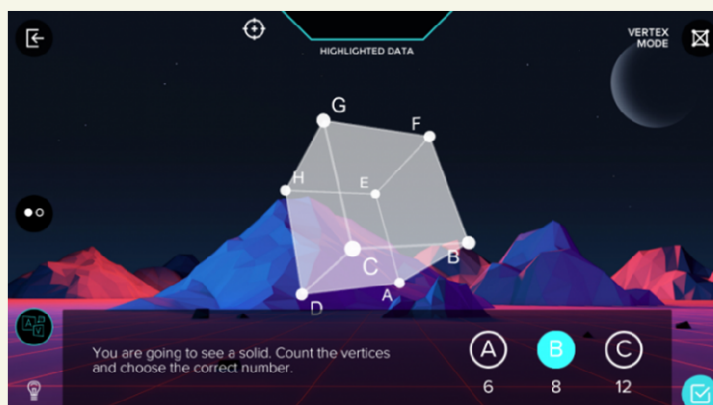 VERTEX
MODE
HIGHLIGHTED DATA
G
F
H
E
C
B
A
D
You are going to see a solid. Count the vertices
and choose the correct number.
A B C
6 8 12